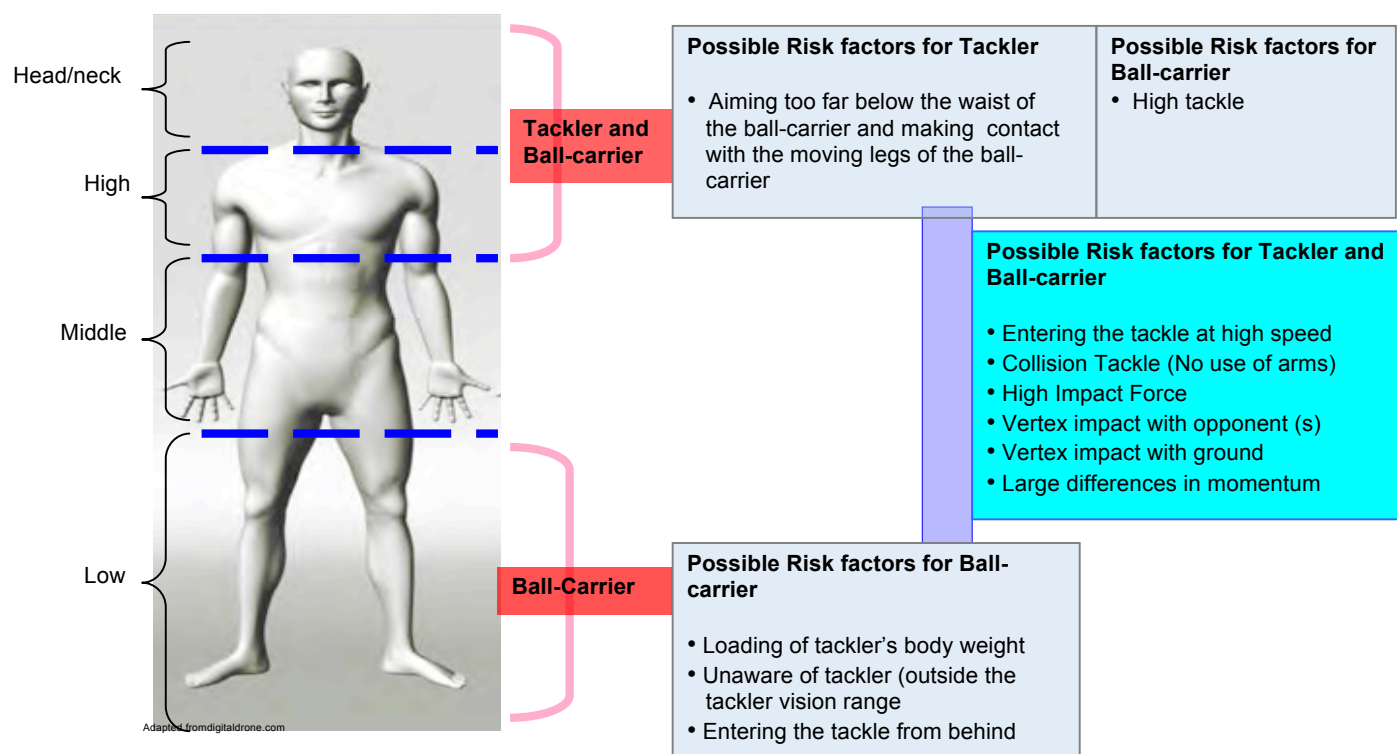 Head/neck
High
Middle
Low
Adapted fromdigitaldrone.com
Tackler and
Ball-carrier
Ball-Carrier
Possible Risk factors for Tackler
• Aiming too far below the waist of
the ball-carrier and making contact
with the moving legs of the ball-
carrier
Possible Risk factors for
Ball-carrier
• High tackle
Possible Risk factors for Tackler and
Ball-carrier
• Entering the tackle at high speed
• Collision Tackle (No use of arms)
• High Impact Force
• Vertex impact with opponent (s)
• Vertex impact with ground
• Large differences in momentum
Possible Risk factors for Ball-
carrier
• Loading of tackler’s body weight
• Unaware of tackler (outside the
tackler vision range
• Entering the tackle from behind